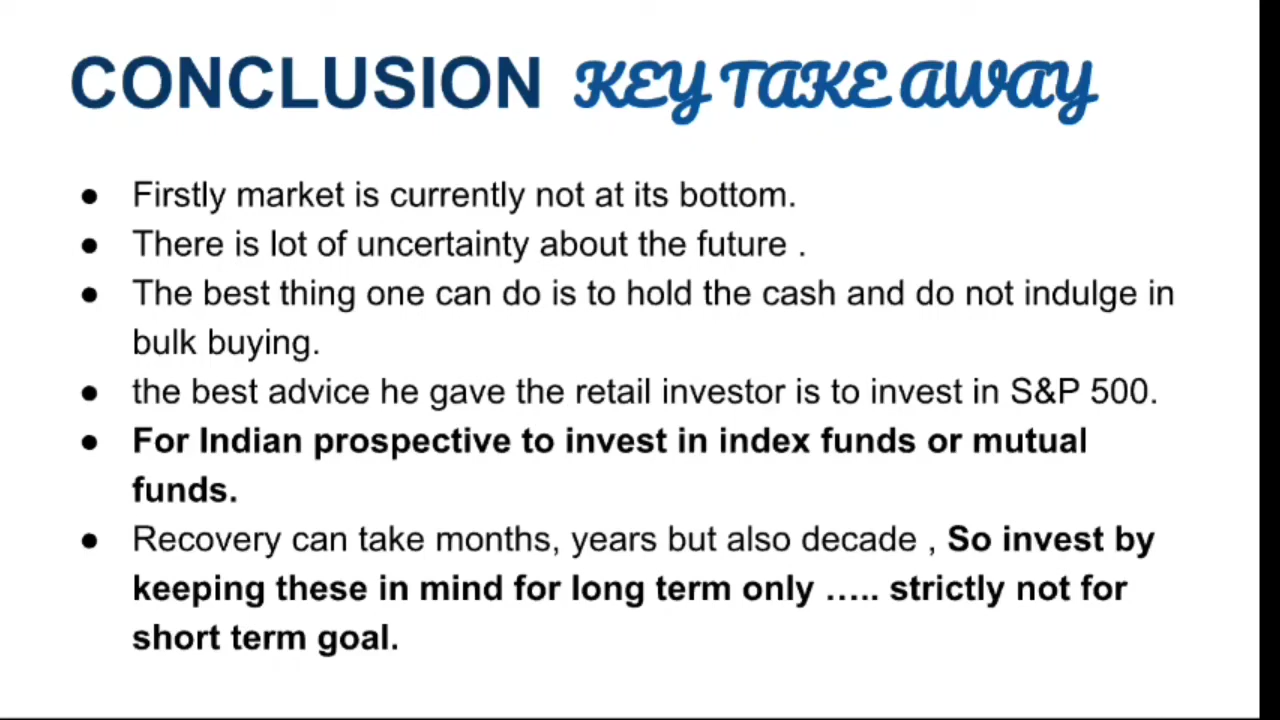 CONCLUSION KEY TAKE AWAY
● Firstly market is currently not at its bottom.
● There is lot of uncertainty about the future .
● The best thing one can do is to hold the cash and do not indulge in
bulk buying.
● the best advice he gave the retail investor is to invest in S&P 500.
● For Indian prospective to invest in index funds or mutual
funds.
● Recovery can take months, years but also decade , So invest by
keeping these in mind for long term only ….. strictly not for
short term goal.